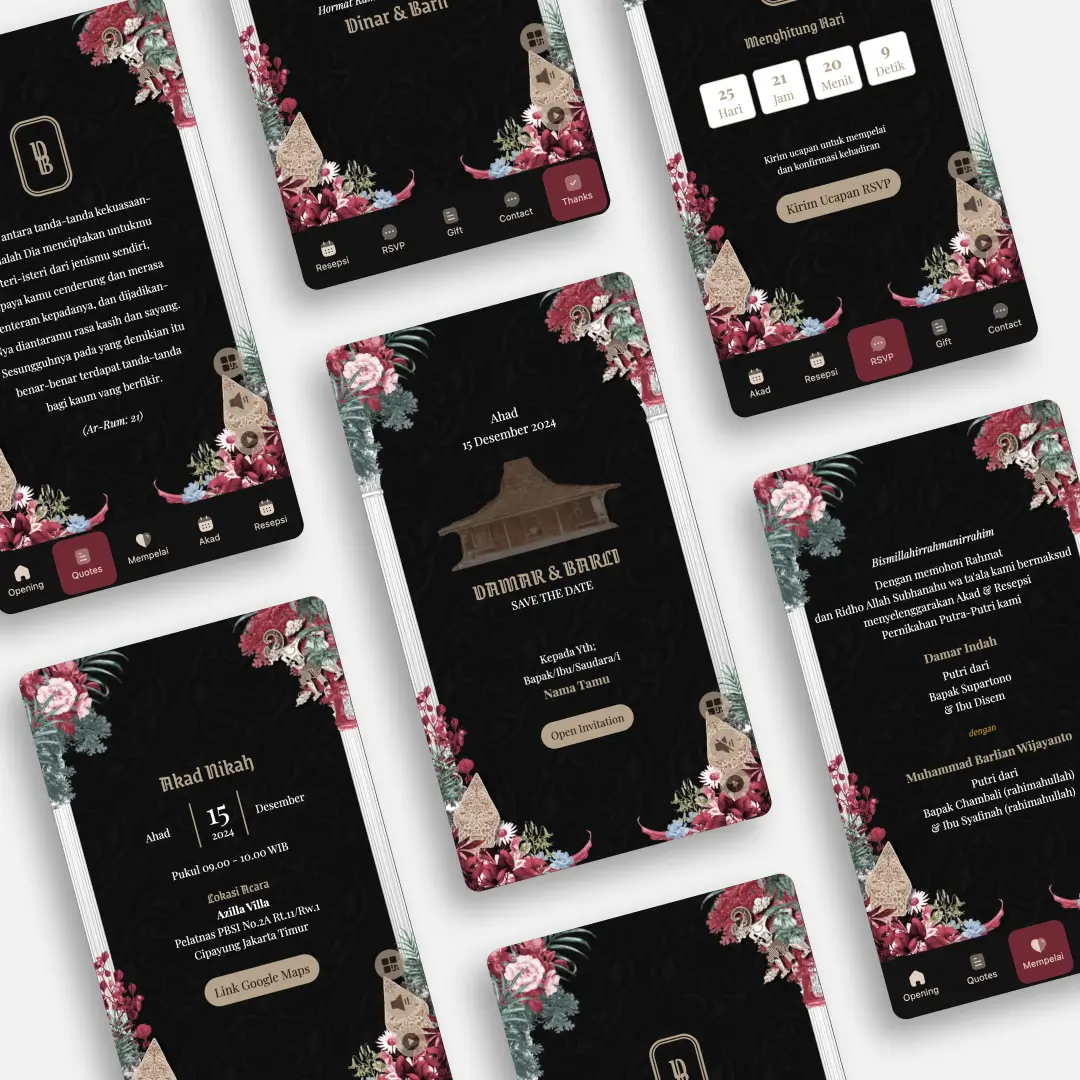 DB
antara tanda-tanda kekuasaan-
alah Dia menciptakan untukmu
teri-isteri dari jenismu sendiri,
paya kamu cenderung dan merasa
enteram kepadanya, dan dijadikan-
ya diantaramu rasa kasih dan sayang.
Sesungguhnya pada yang demikian itu
benar-benar terdapat tanda-tanda
bagi kaum yang berfikir.
(Ar-Rum: 21)
Opening
Quotes
Mempelai
Akad
Resepsi
Hormat
Dinar & Barli
Resepsi
RSVP
Gift
Contact
Thanks
Menghitung Hari
25 21 20 9
Hari Jam Menit Detik
Kirim ucapan untuk mempelai
dan konfirmasi kehadiran
Kirim Ucapan RSVP
Akad
Resepsi
RSVP
Gift
Contact
Ahad
15 Desember 2024
DAMAR & BARLI
SAVE THE DATE
Kepada Yth;
Bapak/Ibu/Saudara/i
Nama Tamu
Open Invitation
Bismillahirrahmanirrahim
Dengan memohon Rahmat
dan Ridho Allah Subhanahu wa ta'ala kami bermaksud
menyelenggarakan Akad & Resepsi
Pernikahan Putra-Putri kami
Damar Indah
Putri dari
Bapak Supartono
& Ibu Disem
dengan
Muhammad Barlian Wijayanto
Putri dari
Bapak Chambali (rahimahullah)
& Ibu Syafinah (rahimahullah)
Opening
Quotes
Mempelai
Akad Nikah
Ahad 15 Desember
2024
Pukul 09.00 - 10.00 WIB
Lokasi Acara
Azilla Villa
Pelatnas PBSI No.2A Rt.11/Rw.1
Cipayung Jakarta Timur
Link Google Maps
DB